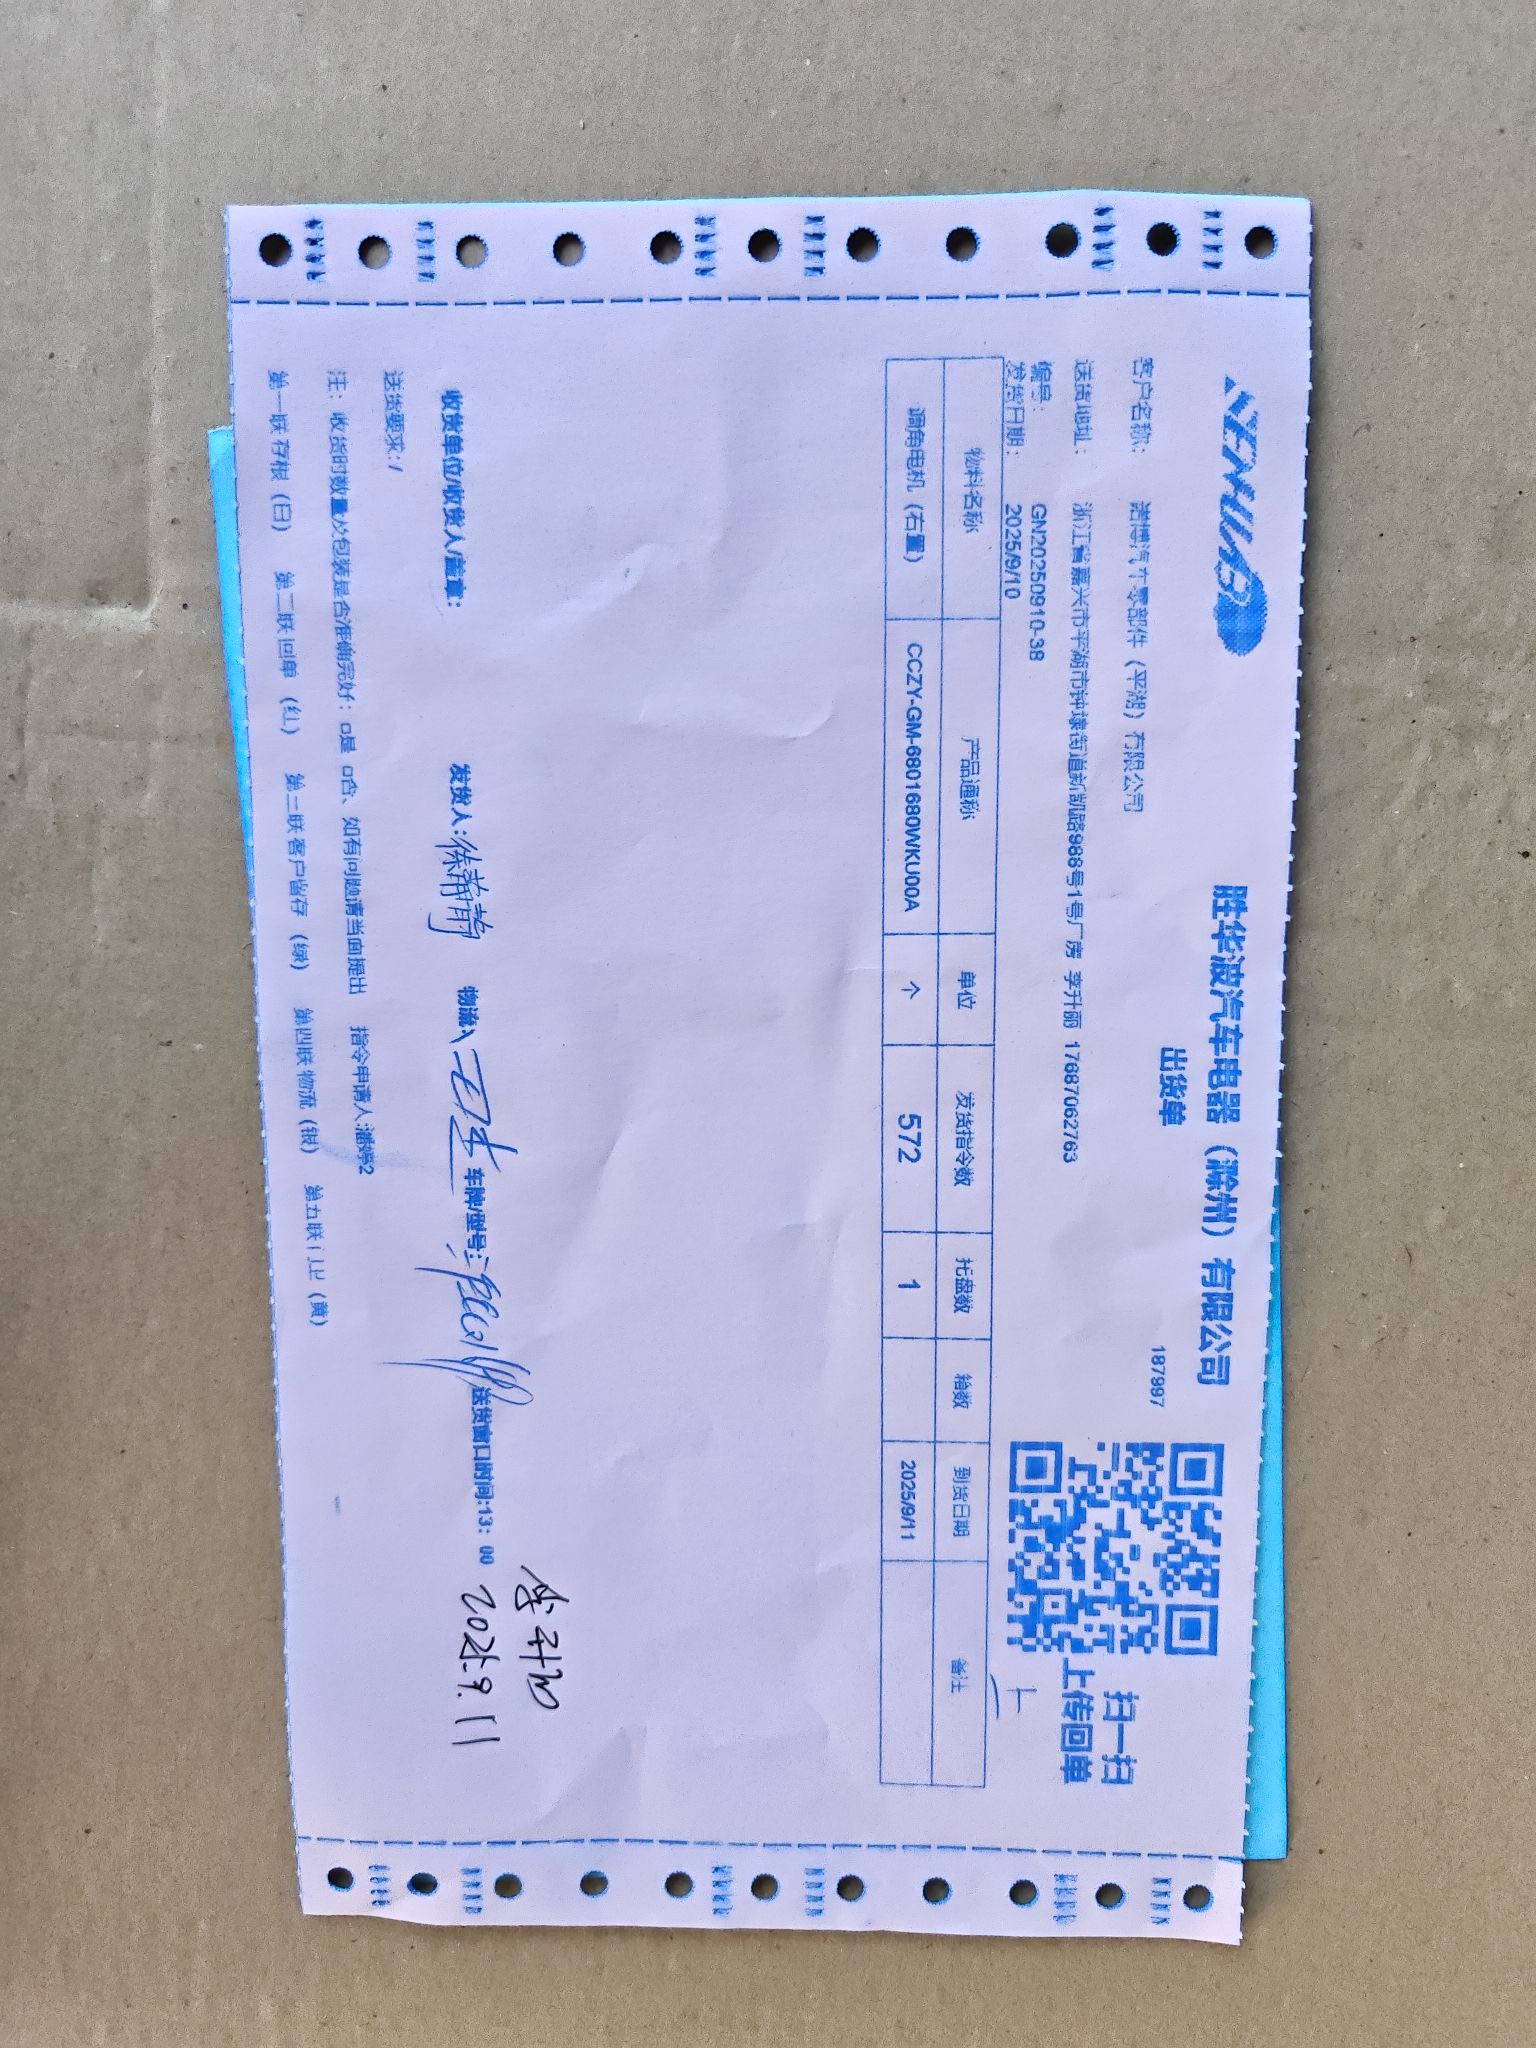 SHENGHUABO
胜华波汽车电器（滁州）有限公司
出货单
187997
扫一扫
上传回单
客户名称： 诺博汽车零部件（平湖）有限公司
送货地址： 浙江省嘉兴市平湖市钟埭街道新凯路988号1号厂房 李升丽 17687062763
编号： GN20250910-38
发货日期： 2025/9/10
物料名称 产品通称 单位 发货指令数 托盘数 箱数 到货日期 备注
调角电机（右置） CCZY-GM-6801680WKU00A 个 572 1 2025/9/11
收货单位/收货人/盖章： 发货人:徐静静 物流人 车牌/型号: 送货窗口时间:13：00
2025.9.11
送货要求:/
注：收货时数量及包装是否准确完好：□是 □否、如有问题请当面提出 指令申请人:潘婷2
第一联存根（白） 第二联回单（红） 第三联客户留存（绿） 第四联物流（银） 第五联门卫（黄）